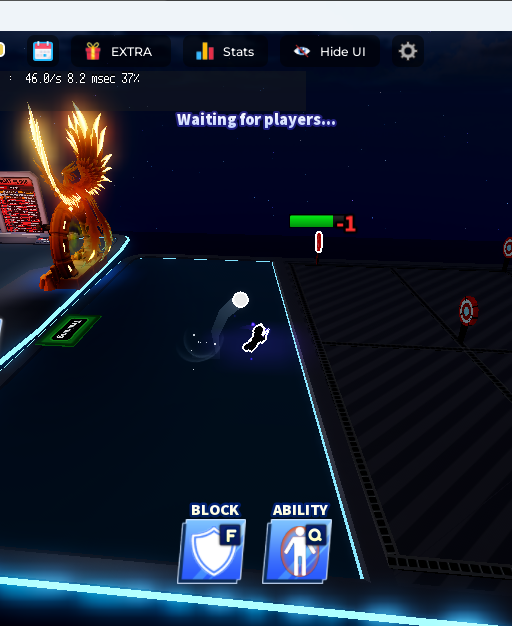 EXTRA
Stats
Hide UI
: 46.0/s 8.2 msec 37%
Waiting for players...
-1
BLOCK
ABILITY
F
Q